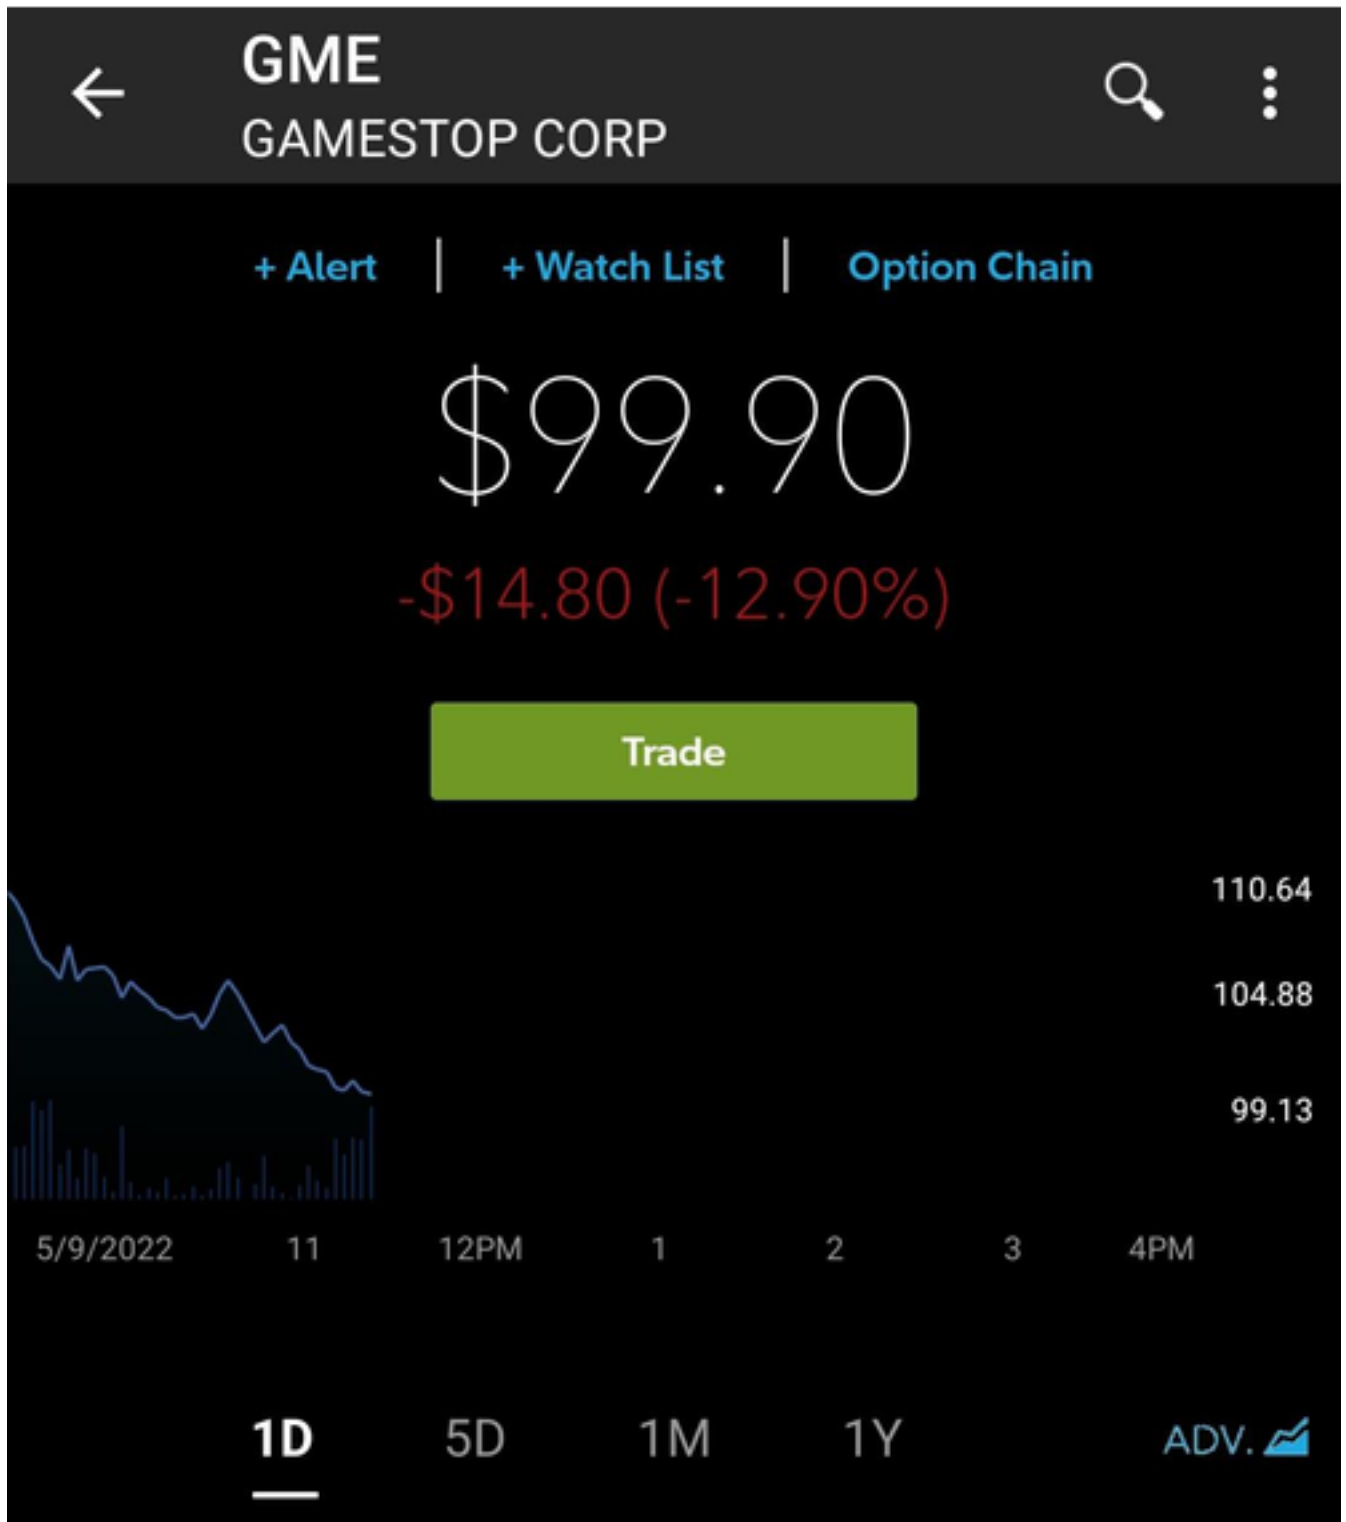 GME
GAMESTOP CORP
+ Alert | + Watch List | Option Chain
$99.90
-$14.80 (-12.90%)
Trade
110.64
104.88
99.13
5/9/2022 11 12PM 1 2 3 4PM
1D 5D 1M 1Y ADV.